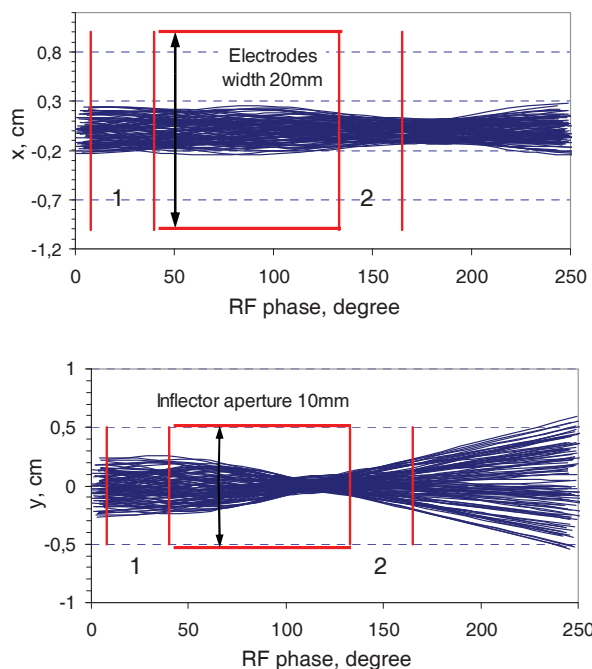 0,8
Electrodes
width 20mm
0,3
x, cm
-0,2
1
2
-0,7
-1,2
0 50 100 150 200 250
RF phase, degree
1
Inflector aperture 10mm
0,5
y, cm
0
-0,5
1
2
-1
0 50 100 150 200 250
RF phase, degree